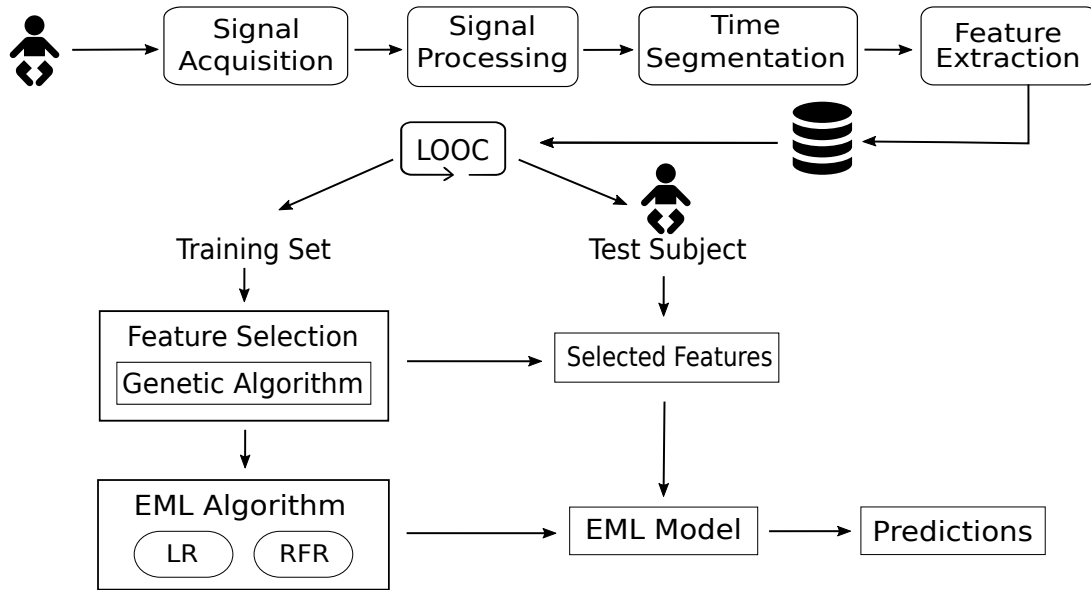 Signal
Acquisition
Signal
Processing
Time
Segmentation
Feature
Extraction
LOOC
Training Set
Test Subject
Feature Selection
Genetic Algorithm
Selected Features
EML Algorithm
LR
RFR
EML Model
Predictions